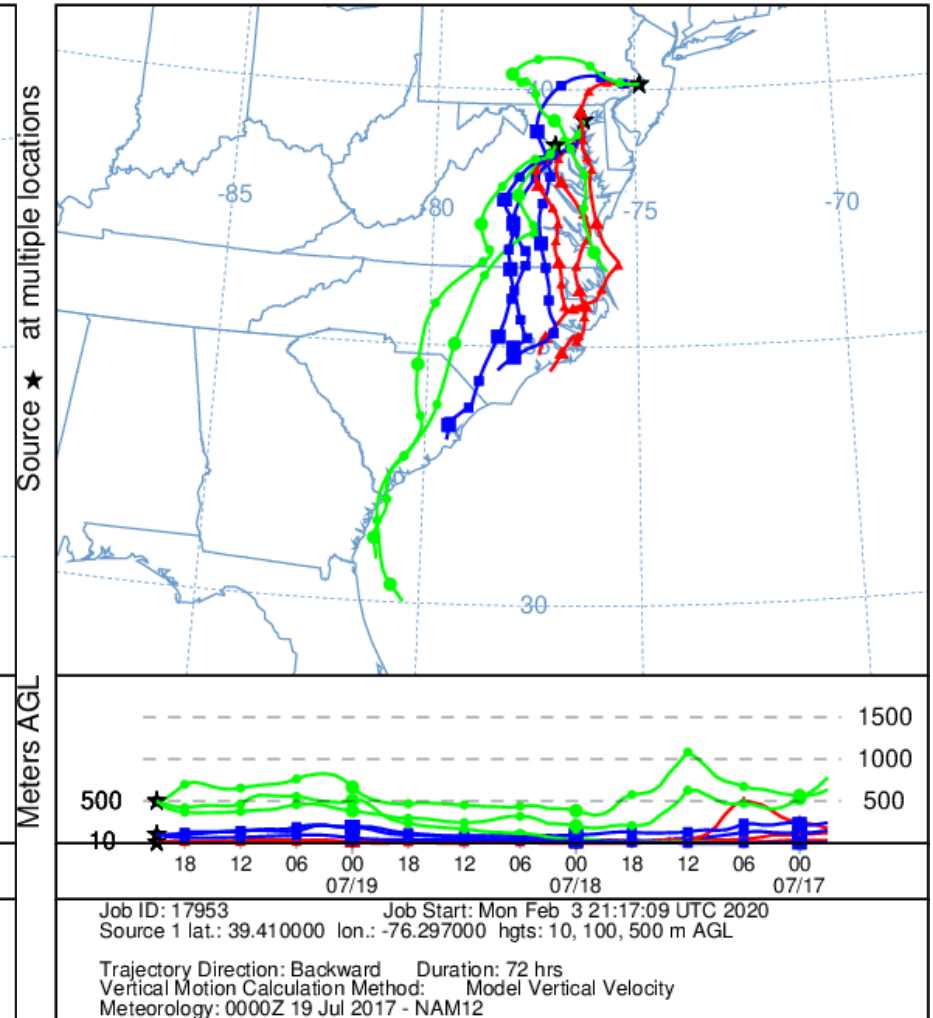 Source ★ at multiple locations
40
-85
-80
-75
-70
35
30
Meters AGL
1500
1000
500
500
10
18 12 06 00 18 12 06 00 18 12 06 00
07/19 07/18 07/17
Job ID: 17953 Job Start: Mon Feb 3 21:17:09 UTC 2020
Source 1 lat.: 39.410000 lon.: -76.297000 hgts: 10, 100, 500 m AGL
Trajectory Direction: Backward Duration: 72 hrs
Vertical Motion Calculation Method: Model Vertical Velocity
Meteorology: 0000Z 19 Jul 2017 - NAM12